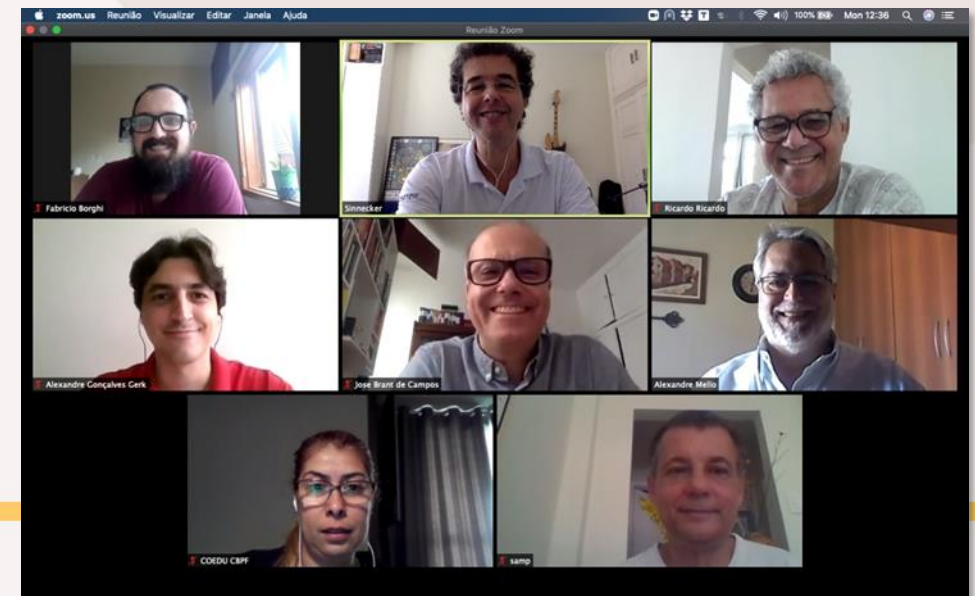 zoom.us Reunião Visualizar Editar Janela Ajuda 100% Mon 12:36
Reunião Zoom
Fabricio Borghi
Sinnecker
Ricardo Ricardo
Alexandre Gonçalves Gerk
Jose Brant de Campos
Alexandre Mello
COEDU CBPF
samp